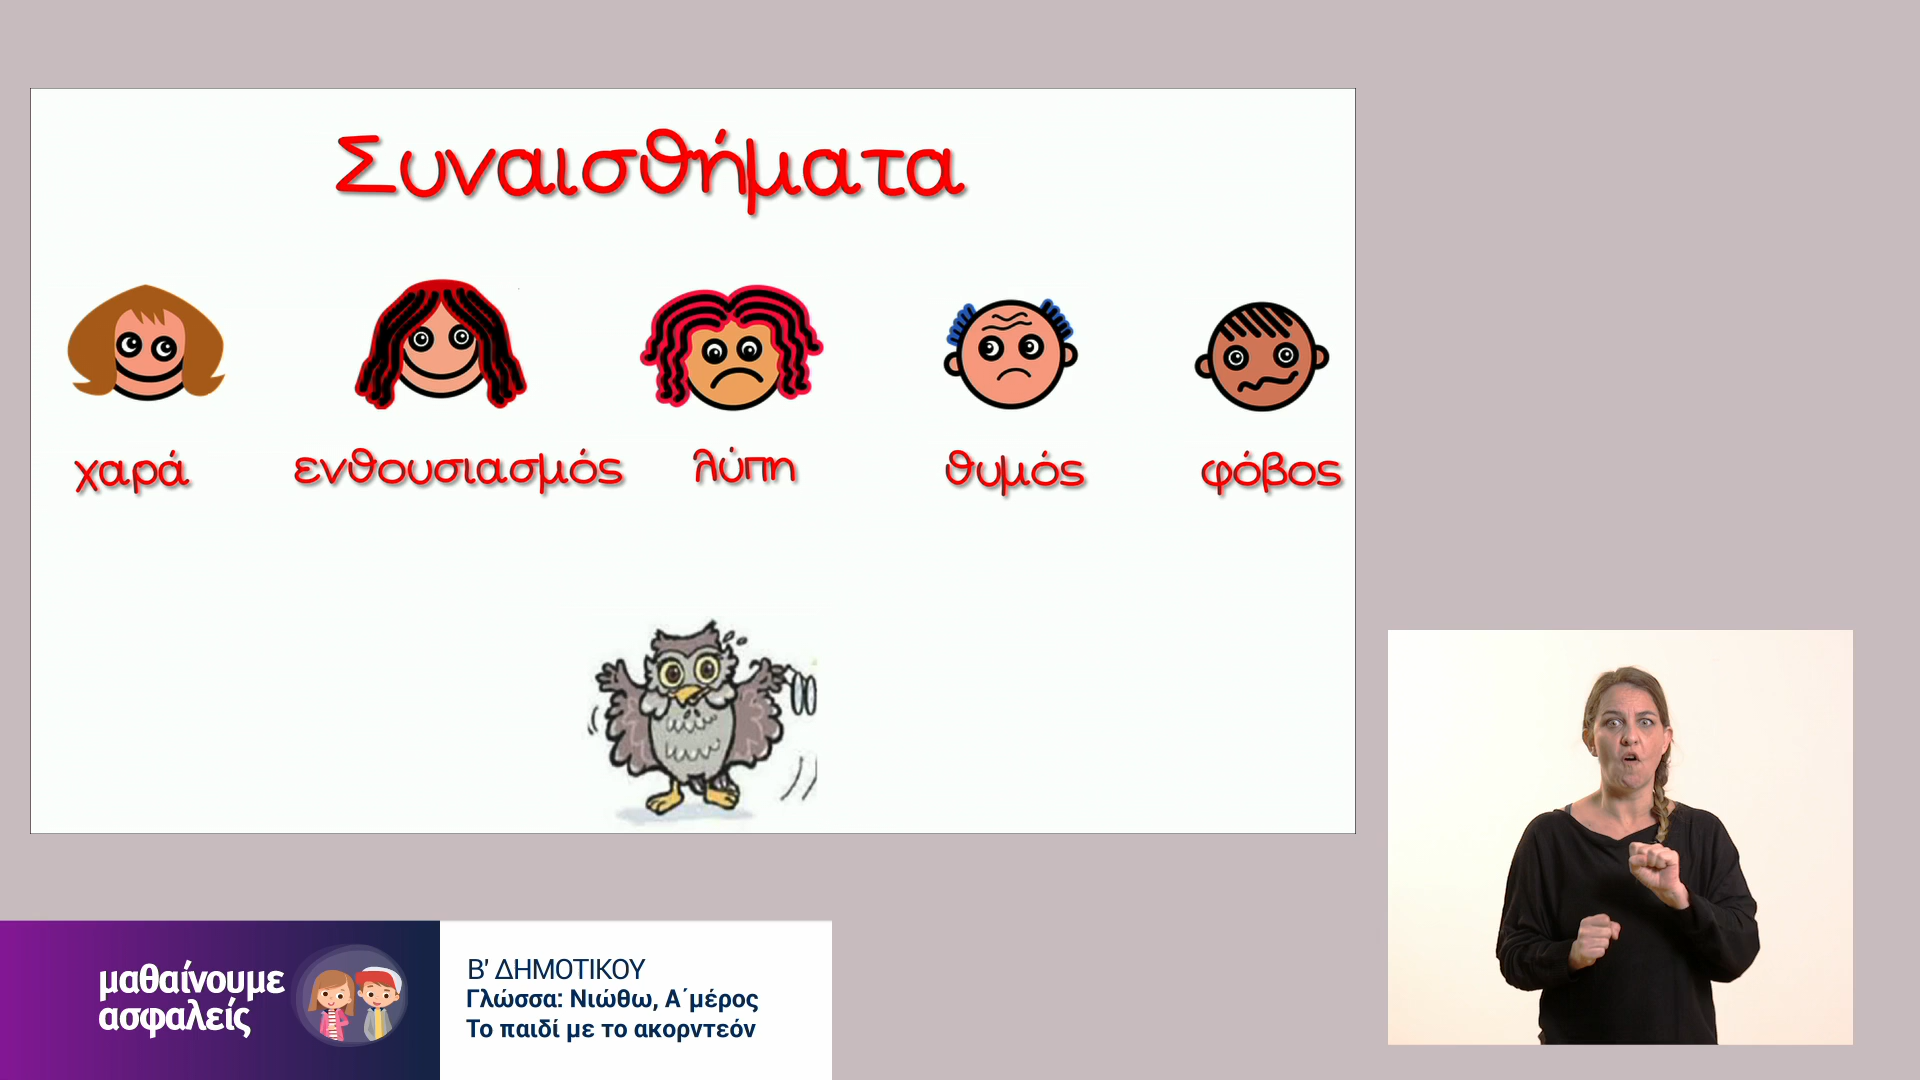 Συναισθήματα
χαρά ενθουσιασμός λύπη θυμός φόβος
μαθαίνουμε
ασφαλείς
Β' ΔΗΜΟΤΙΚΟΥ
Γλώσσα: Νιώθω, Α΄μέρος
Το παιδί με το ακορντεόν